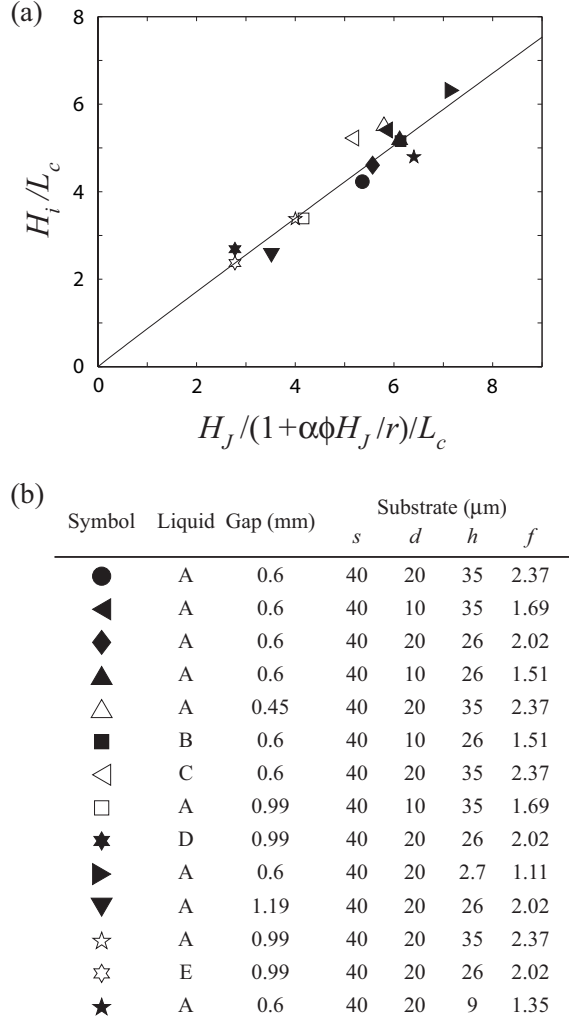 (a)
8
6
4
2
0
0 2 4 6 8
H_i/L_c
H_J/(1+αϕH_J/r)/L_c
(b)
Substrate (μm)
Symbol Liquid Gap (mm) s d h f
● A 0.6 40 20 35 2.37
◀ A 0.6 40 10 35 1.69
◆ A 0.6 40 20 26 2.02
▲ A 0.6 40 10 26 1.51
△ A 0.45 40 20 35 2.37
■ B 0.6 40 10 26 1.51
◁ C 0.6 40 20 35 2.37
□ A 0.99 40 10 35 1.69
✶ D 0.99 40 20 26 2.02
▶ A 0.6 40 20 2.7 1.11
▼ A 1.19 40 20 26 2.02
☆ A 0.99 40 20 35 2.37
✡ E 0.99 40 20 26 2.02
★ A 0.6 40 20 9 1.35